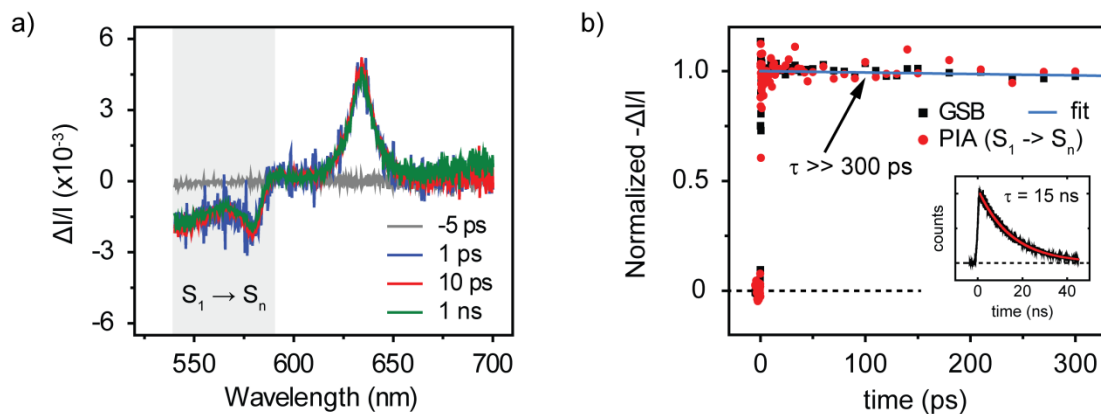 a)
ΔI/I (x10⁻³)
6
3
0
-3
-6
S₁ → Sₙ
-5 ps
1 ps
10 ps
1 ns
550 600 650 700
Wavelength (nm)
b)
Normalized -ΔI/I
1.0
0.5
0
GSB fit
PIA (S₁ -> Sₙ)
τ >> 300 ps
τ = 15 ns
counts
0 20 40
time (ns)
0 100 200 300
time (ps)